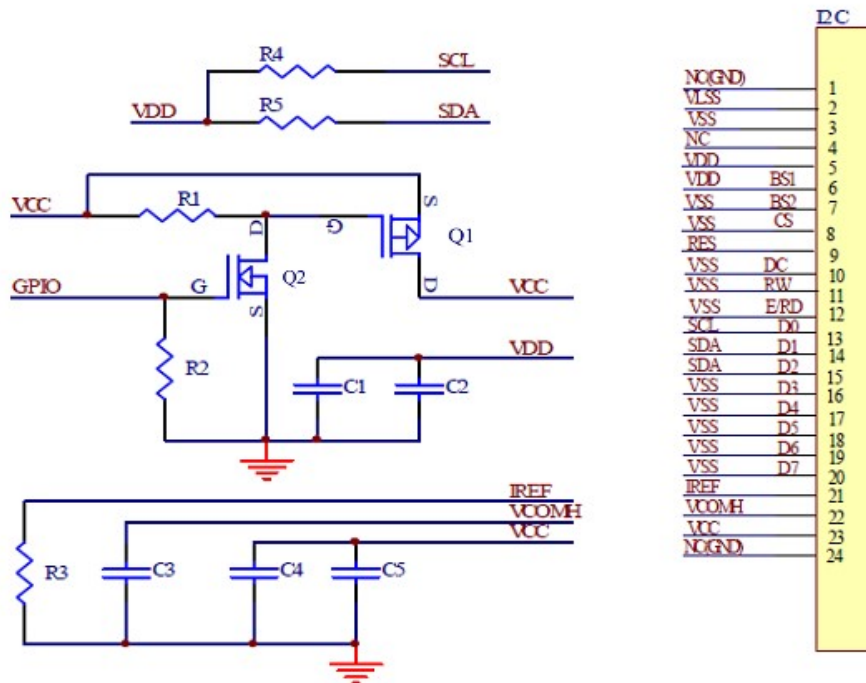 R4 SCL
VDD R5 SDA
VCC R1 D G S Q1
GPIO G Q2 S D VCC
R2 C1 C2 VDD
IREF
VCOMH
VCC
R3 C3 C4 C5
I2C
NC(GND) 1
VLSS 2
VSS 3
NC 4
VDD 5
VDD BS1 6
VSS BS2 7
VSS CS 8
RES 9
VSS DC 10
VSS RW 11
VSS E/RD 12
SCL D0 13
SDA D1 14
SDA D2 15
VSS D3 16
VSS D4 17
VSS D5 18
VSS D6 19
VSS D7 20
IREF 21
VCOMH 22
VCC 23
NC(GND) 24